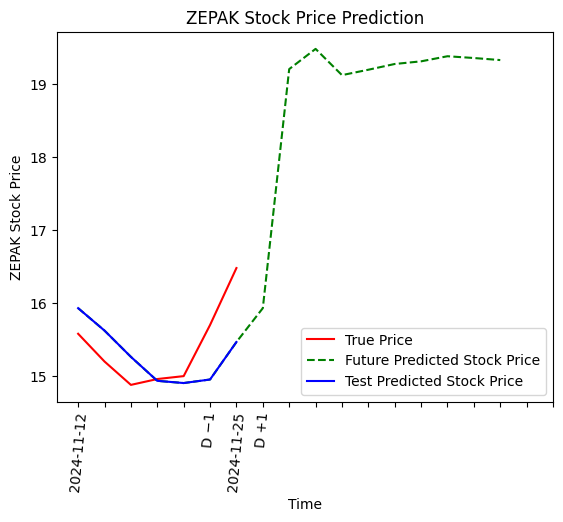 ZEPAK Stock Price Prediction
ZEPAK Stock Price
19
18
17
16
15
True Price
Future Predicted Stock Price
Test Predicted Stock Price
2024-11-12
D −1
2024-11-25
D +1
Time